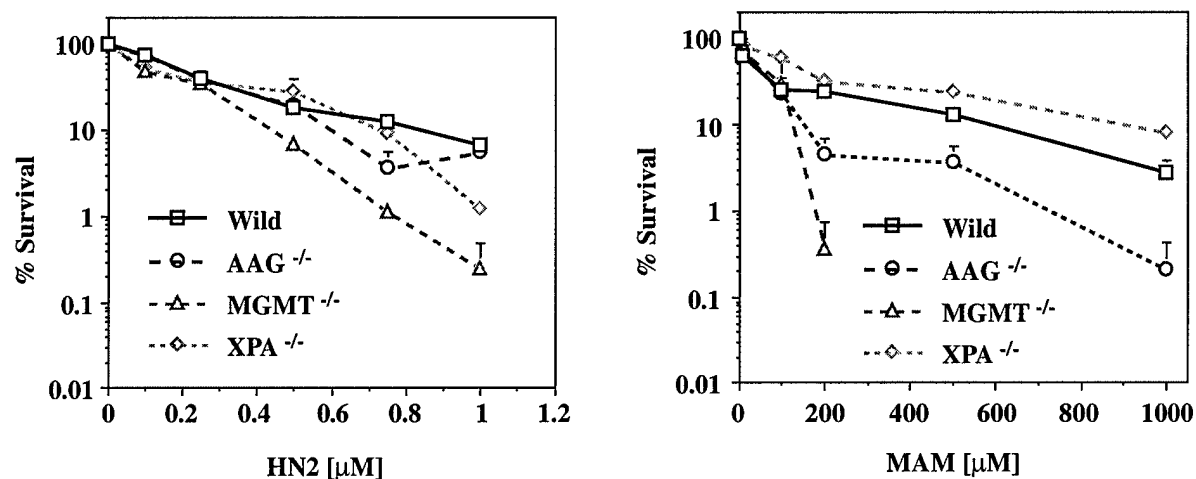 100
10
1
0.1
0.01
% Survival
Wild
AAG -/-
MGMT -/-
XPA -/-
0 0.2 0.4 0.6 0.8 1 1.2
HN2 [μM]
100
10
1
0.1
0.01
% Survival
Wild
AAG -/-
MGMT -/-
XPA -/-
0 200 400 600 800 1000
MAM [μM]